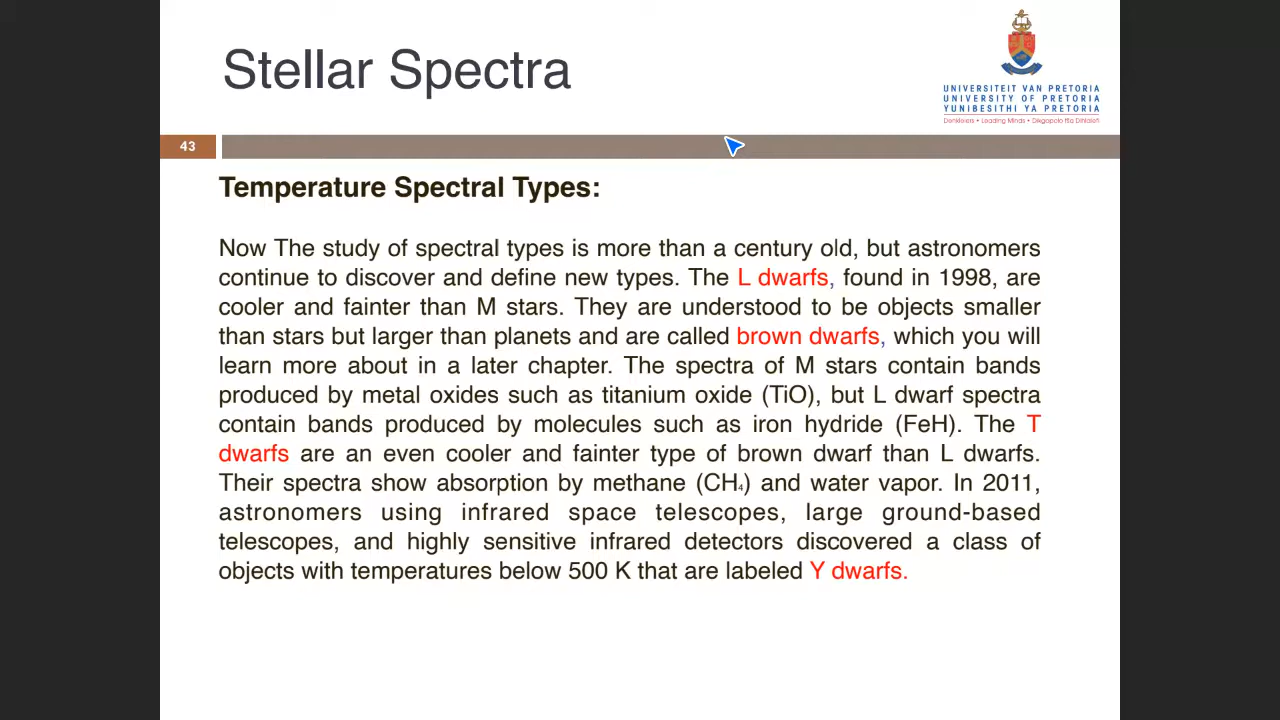 Stellar Spectra
UNIVERSITEIT VAN PRETORIA
UNIVERSITY OF PRETORIA
YUNIBESITHI YA PRETORIA
Denkleiers • Leading Minds • Dikgopolo tša Dihlalefi
43
Temperature Spectral Types:
Now The study of spectral types is more than a century old, but astronomers
continue to discover and define new types. The L dwarfs, found in 1998, are
cooler and fainter than M stars. They are understood to be objects smaller
than stars but larger than planets and are called brown dwarfs, which you will
learn more about in a later chapter. The spectra of M stars contain bands
produced by metal oxides such as titanium oxide (TiO), but L dwarf spectra
contain bands produced by molecules such as iron hydride (FeH). The T
dwarfs are an even cooler and fainter type of brown dwarf than L dwarfs.
Their spectra show absorption by methane (CH₄) and water vapor. In 2011,
astronomers using infrared space telescopes, large ground-based
telescopes, and highly sensitive infrared detectors discovered a class of
objects with temperatures below 500 K that are labeled Y dwarfs.